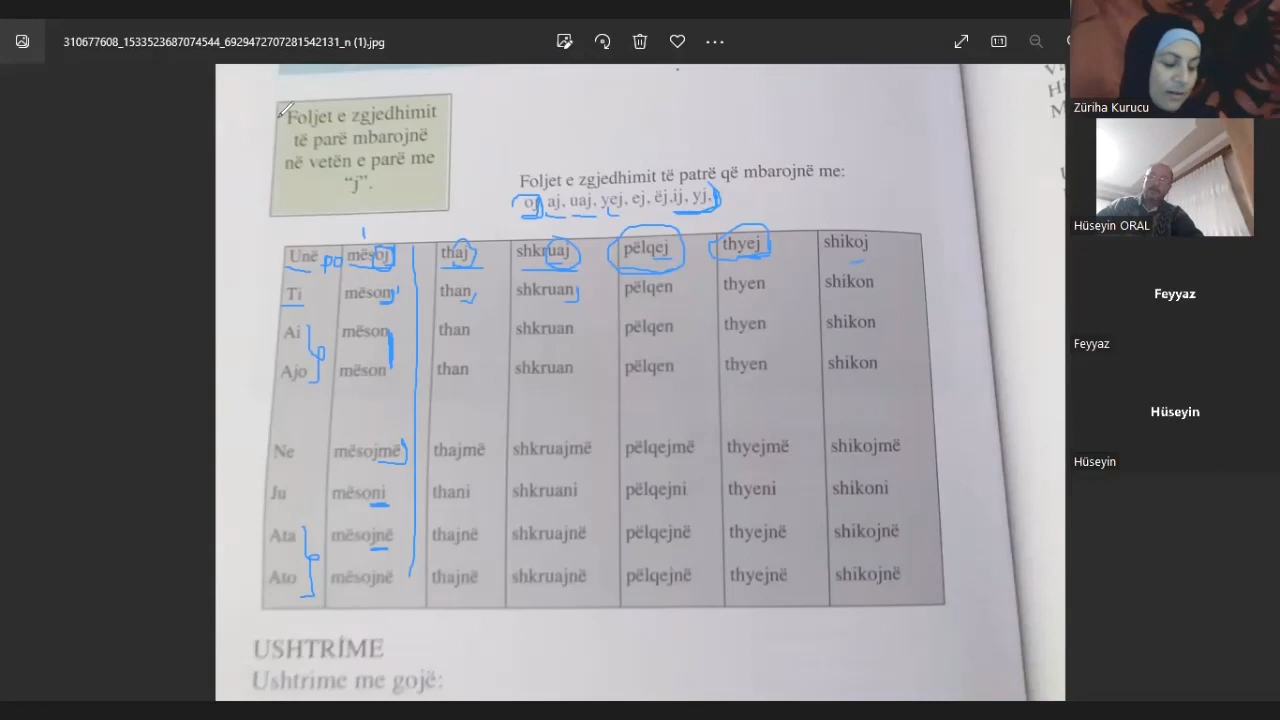 310677608_1533523687074544_6929472707281542131_n (1).jpg
Züriha Kurucu
Hüseyin ORAL
Feyyaz
Feyyaz
Hüseyin
Hüseyin
Foljet e zgjedhimit
të parë mbarojnë
në vetën e parë me
“j”.
Foljet e zgjedhimit të patrë që mbarojnë me:
oj, aj, uaj, yej, ej, ëj,ij, yj,
Unë po mësoj thaj shkruaj pëlqej thyej shikoj
Ti mëson than shkruan pëlqen thyen shikon
Ai mëson than shkruan pëlqen thyen shikon
Ajo mëson than shkruan pëlqen thyen shikon
Ne mësojmë thajmë shkruajmë pëlqejmë thyejmë shikojmë
Ju mësoni thani shkruani pëlqejni thyeni shikoni
Ata mësojnë thajnë shkruajnë pëlqejnë thyejnë shikojnë
Ato mësojnë thajnë shkruajnë pëlqejnë thyejnë shikojnë
USHTRÍME
Ushtrime me gojë: